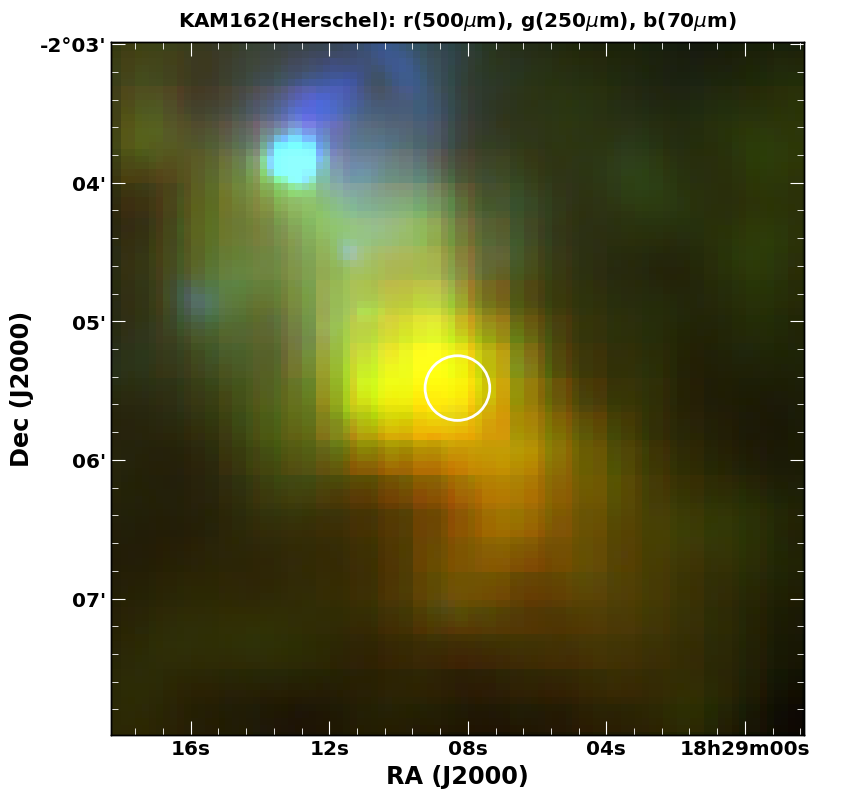 KAM162(Herschel): r(500μm), g(250μm), b(70μm)
-2°03'
04'
05'
06'
07'
Dec (J2000)
16s 12s 08s 04s 18h29m00s
RA (J2000)